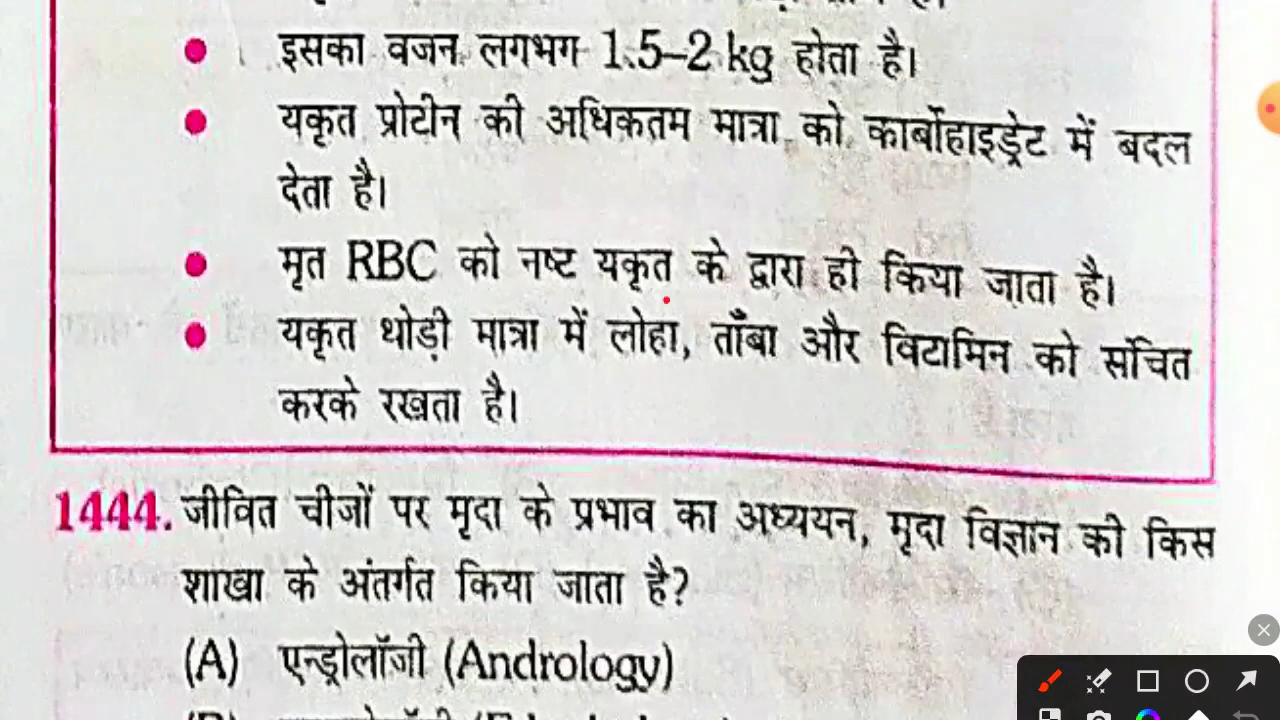 ● इसका वजन लगभग 1.5–2 kg होता है।
● यकृत प्रोटीन की अधिकतम मात्रा को कार्बोहाइड्रेट में बदल
देता है।
● मृत RBC को नष्ट यकृत के द्वारा ही किया जाता है।
● यकृत थोड़ी मात्रा में लोहा, ताँबा और विटामिन को संचित
करके रखता है।
1444. जीवित चीजों पर मृदा के प्रभाव का अध्ययन, मृदा विज्ञान की किस
शाखा के अंतर्गत किया जाता है?
(A) एन्ड्रोलॉजी (Andrology)